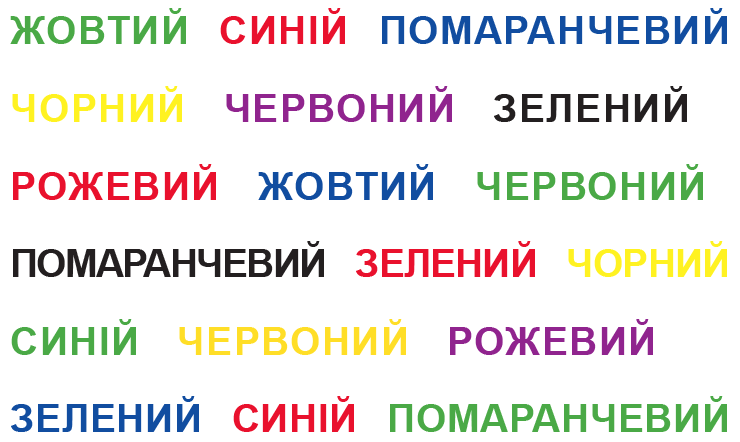 ЖОВТИЙ СИНІЙ ПОМАРАНЧЕВИЙ
ЧОРНИЙ ЧЕРВОНИЙ ЗЕЛЕНИЙ
РОЖЕВИЙ ЖОВТИЙ ЧЕРВОНИЙ
ПОМАРАНЧЕВИЙ ЗЕЛЕНИЙ ЧОРНИЙ
СИНІЙ ЧЕРВОНИЙ РОЖЕВИЙ
ЗЕЛЕНИЙ СИНІЙ ПОМАРАНЧЕВИЙ